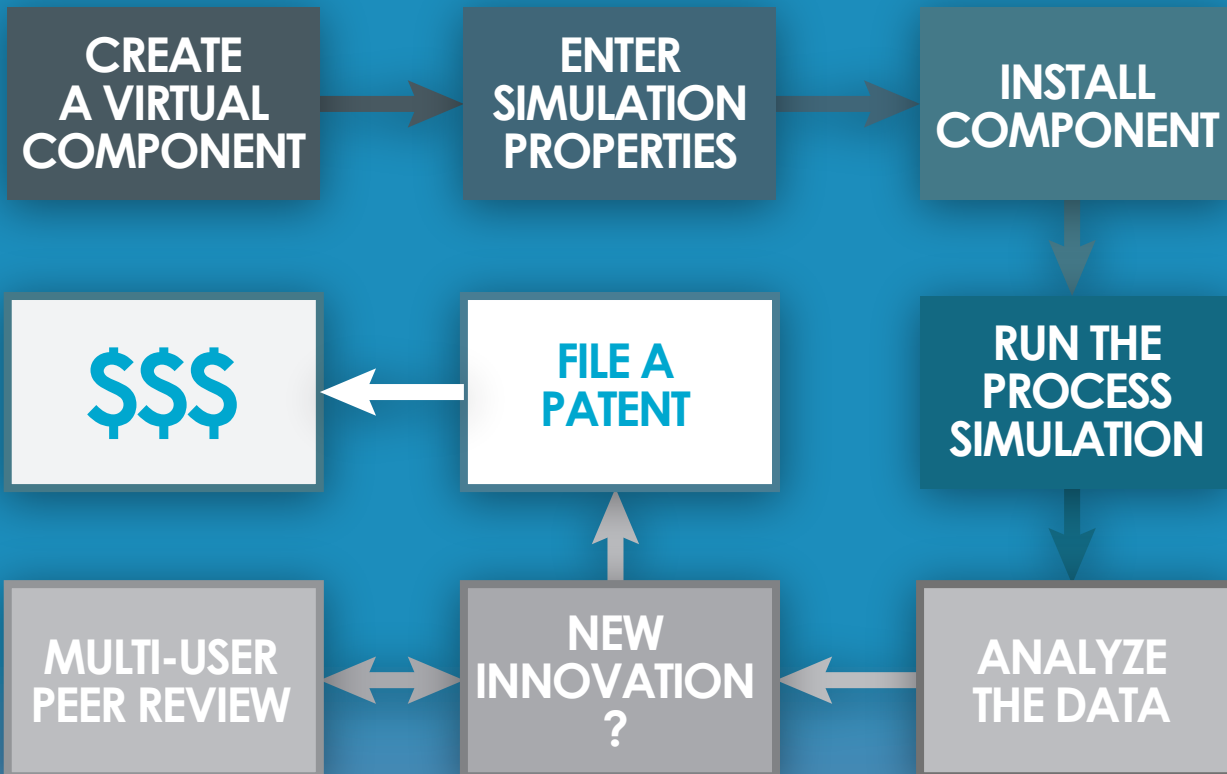 CREATE
A VIRTUAL
COMPONENT
ENTER
SIMULATION
PROPERTIES
INSTALL
COMPONENT
RUN THE
PROCESS
SIMULATION
ANALYZE
THE DATA
NEW
INNOVATION
?
MULTI-USER
PEER REVIEW
FILE A
PATENT
$$$